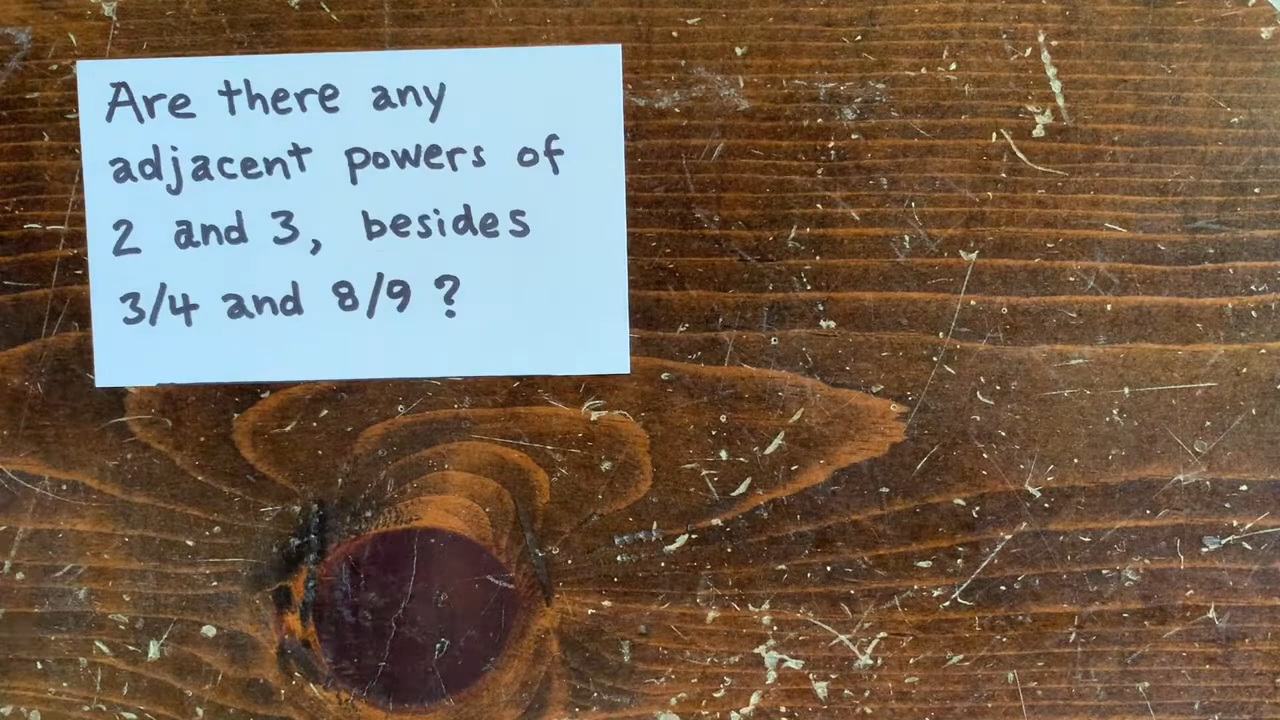 Are there any
adjacent powers of
2 and 3, besides
3/4 and 8/9 ?